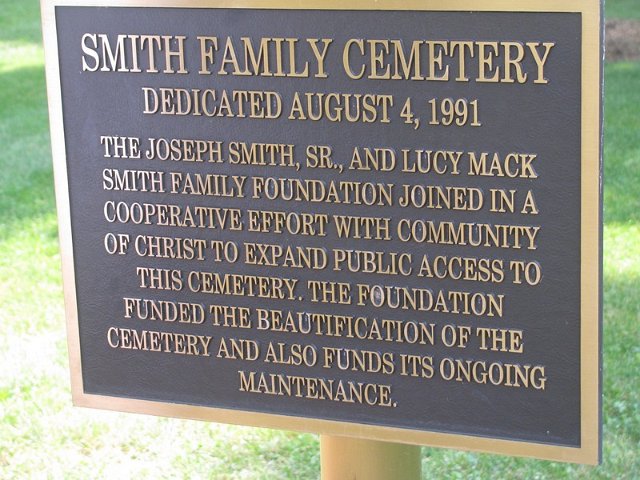 SMITH FAMILY CEMETERY
DEDICATED AUGUST 4, 1991
THE JOSEPH SMITH, SR., AND LUCY MACK
SMITH FAMILY FOUNDATION JOINED IN A
COOPERATIVE EFFORT WITH COMMUNITY
OF CHRIST TO EXPAND PUBLIC ACCESS TO
THIS CEMETERY. THE FOUNDATION
FUNDED THE BEAUTIFICATION OF THE
CEMETERY AND ALSO FUNDS ITS ONGOING
MAINTENANCE.